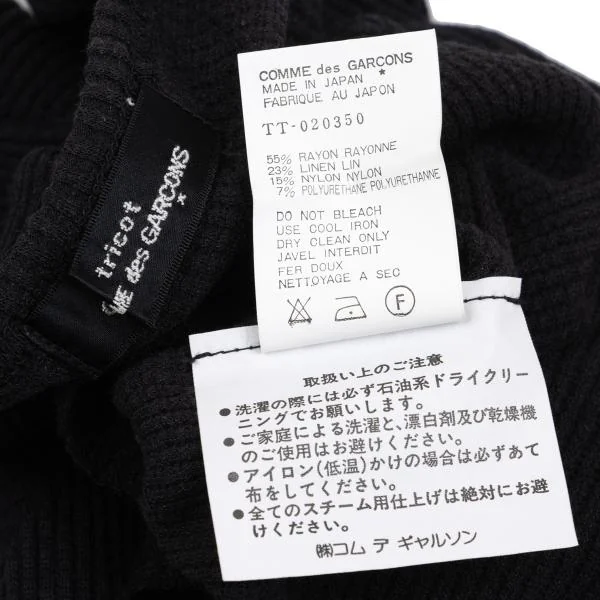 tricot
COMME des GARCONS
COMME des GARCONS
MADE IN JAPAN
FABRIQUE AU JAPON
TT-020350
55% RAYON RAYONNE
23% LINEN LIN
15% NYLON NYLON
7% POLYURETHANE POLYURETHANNE
DO NOT BLEACH
USE COOL IRON
DRY CLEAN ONLY
JAVEL INTERDIT
FER DOUX
NETTOYAGE A SEC
F
取扱い上のご注意
●洗濯の際には必ず石油系ドライクリー
ニングでお願いします。
●ご家庭による洗濯と、漂白剤及び乾燥機
のご使用はお避けください。
●アイロン(低温)かけの場合は必ずあて
布をしてください。
●全てのスチーム用仕上げは絶対にお避
けください。
㈱コム デ ギャルソン